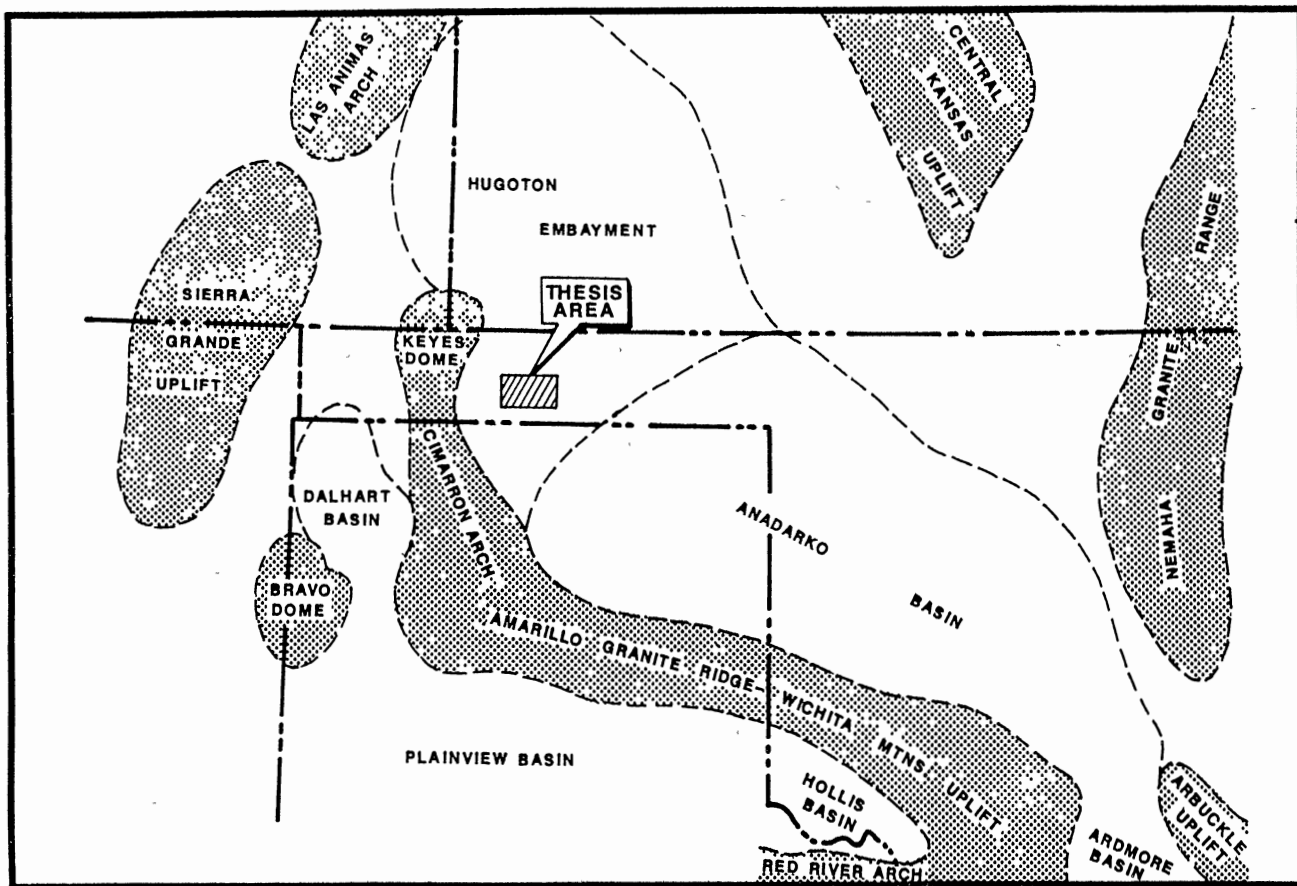 LAS ANIMAS
ARCH
CENTRAL
KANSAS
UPLIFT
HUGOTON
EMBAYMENT
RANGE
GRANITE
NEMAHA
SIERRA
GRANDE
UPLIFT
THESIS
AREA
KEYES
DOME
CIMARRON ARCH
DALHART
BASIN
ANADARKO
BASIN
BRAVO
DOME
AMARILLO GRANITE RIDGE WICHITA MTNS. UPLIFT
PLAINVIEW BASIN
HOLLIS
BASIN
ARBUCKLE
UPLIFT
ARDMORE
BASIN
RED RIVER ARCH